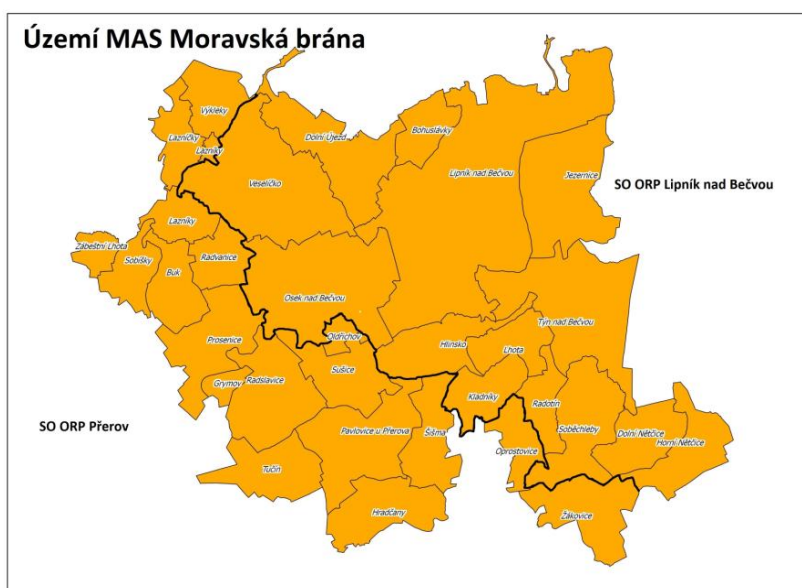 Území MAS Moravská brána
Výkleky
Lazničky
Lazníky
Dolní Újezd
Bohuslávky
Lipník nad Bečvou
Jezernice
SO ORP Lipník nad Bečvou
Veselíčko
Lazníky
Zábeštní Lhota
Sobíšky
Buk
Radvanice
Osek nad Bečvou
Týn nad Bečvou
Oldřichov
Prosenice
Hlinsko
Lhota
Sušice
Grymov
Radslavice
Kladníky
Radotín
SO ORP Přerov
Pavlovice u Přerova
Šišma
Soběchleby
Dolní Nětčice
Horní Nětčice
Oprostovice
Tučín
Hradčany
Žákovice